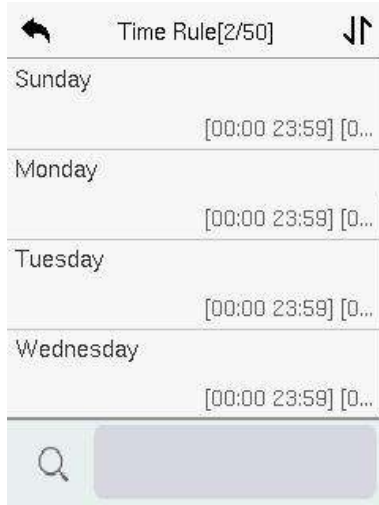 Time Rule[2/50]
Sunday
[00:00 23:59] [0...
Monday
[00:00 23:59] [0...
Tuesday
[00:00 23:59] [0...
Wednesday
[00:00 23:59] [0...